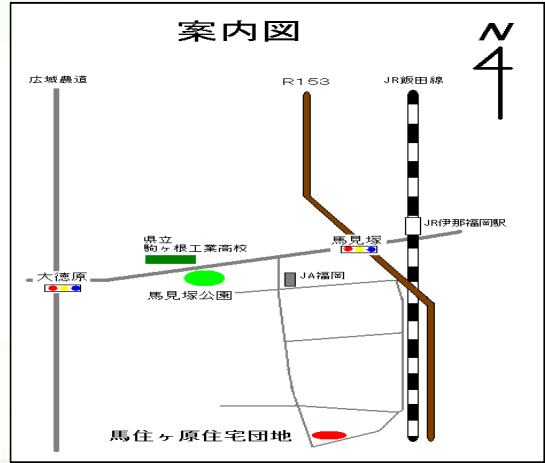 案内図
N
広域農道
R153
JR飯田線
JR伊那福岡駅
馬見塚
県立
駒ヶ根工業高校
大徳原
JA福岡
馬見塚公園
馬住ヶ原住宅団地